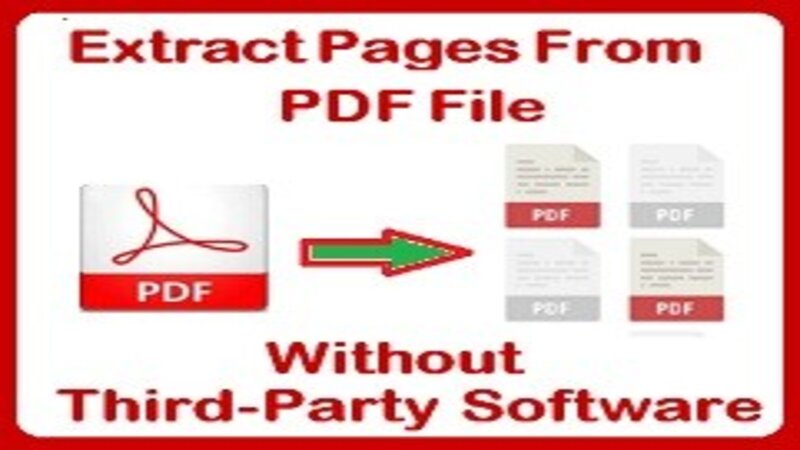 Extract Pages From
PDF File
PDF
PDF
PDF
PDF
PDF
Without
Third-Party Software